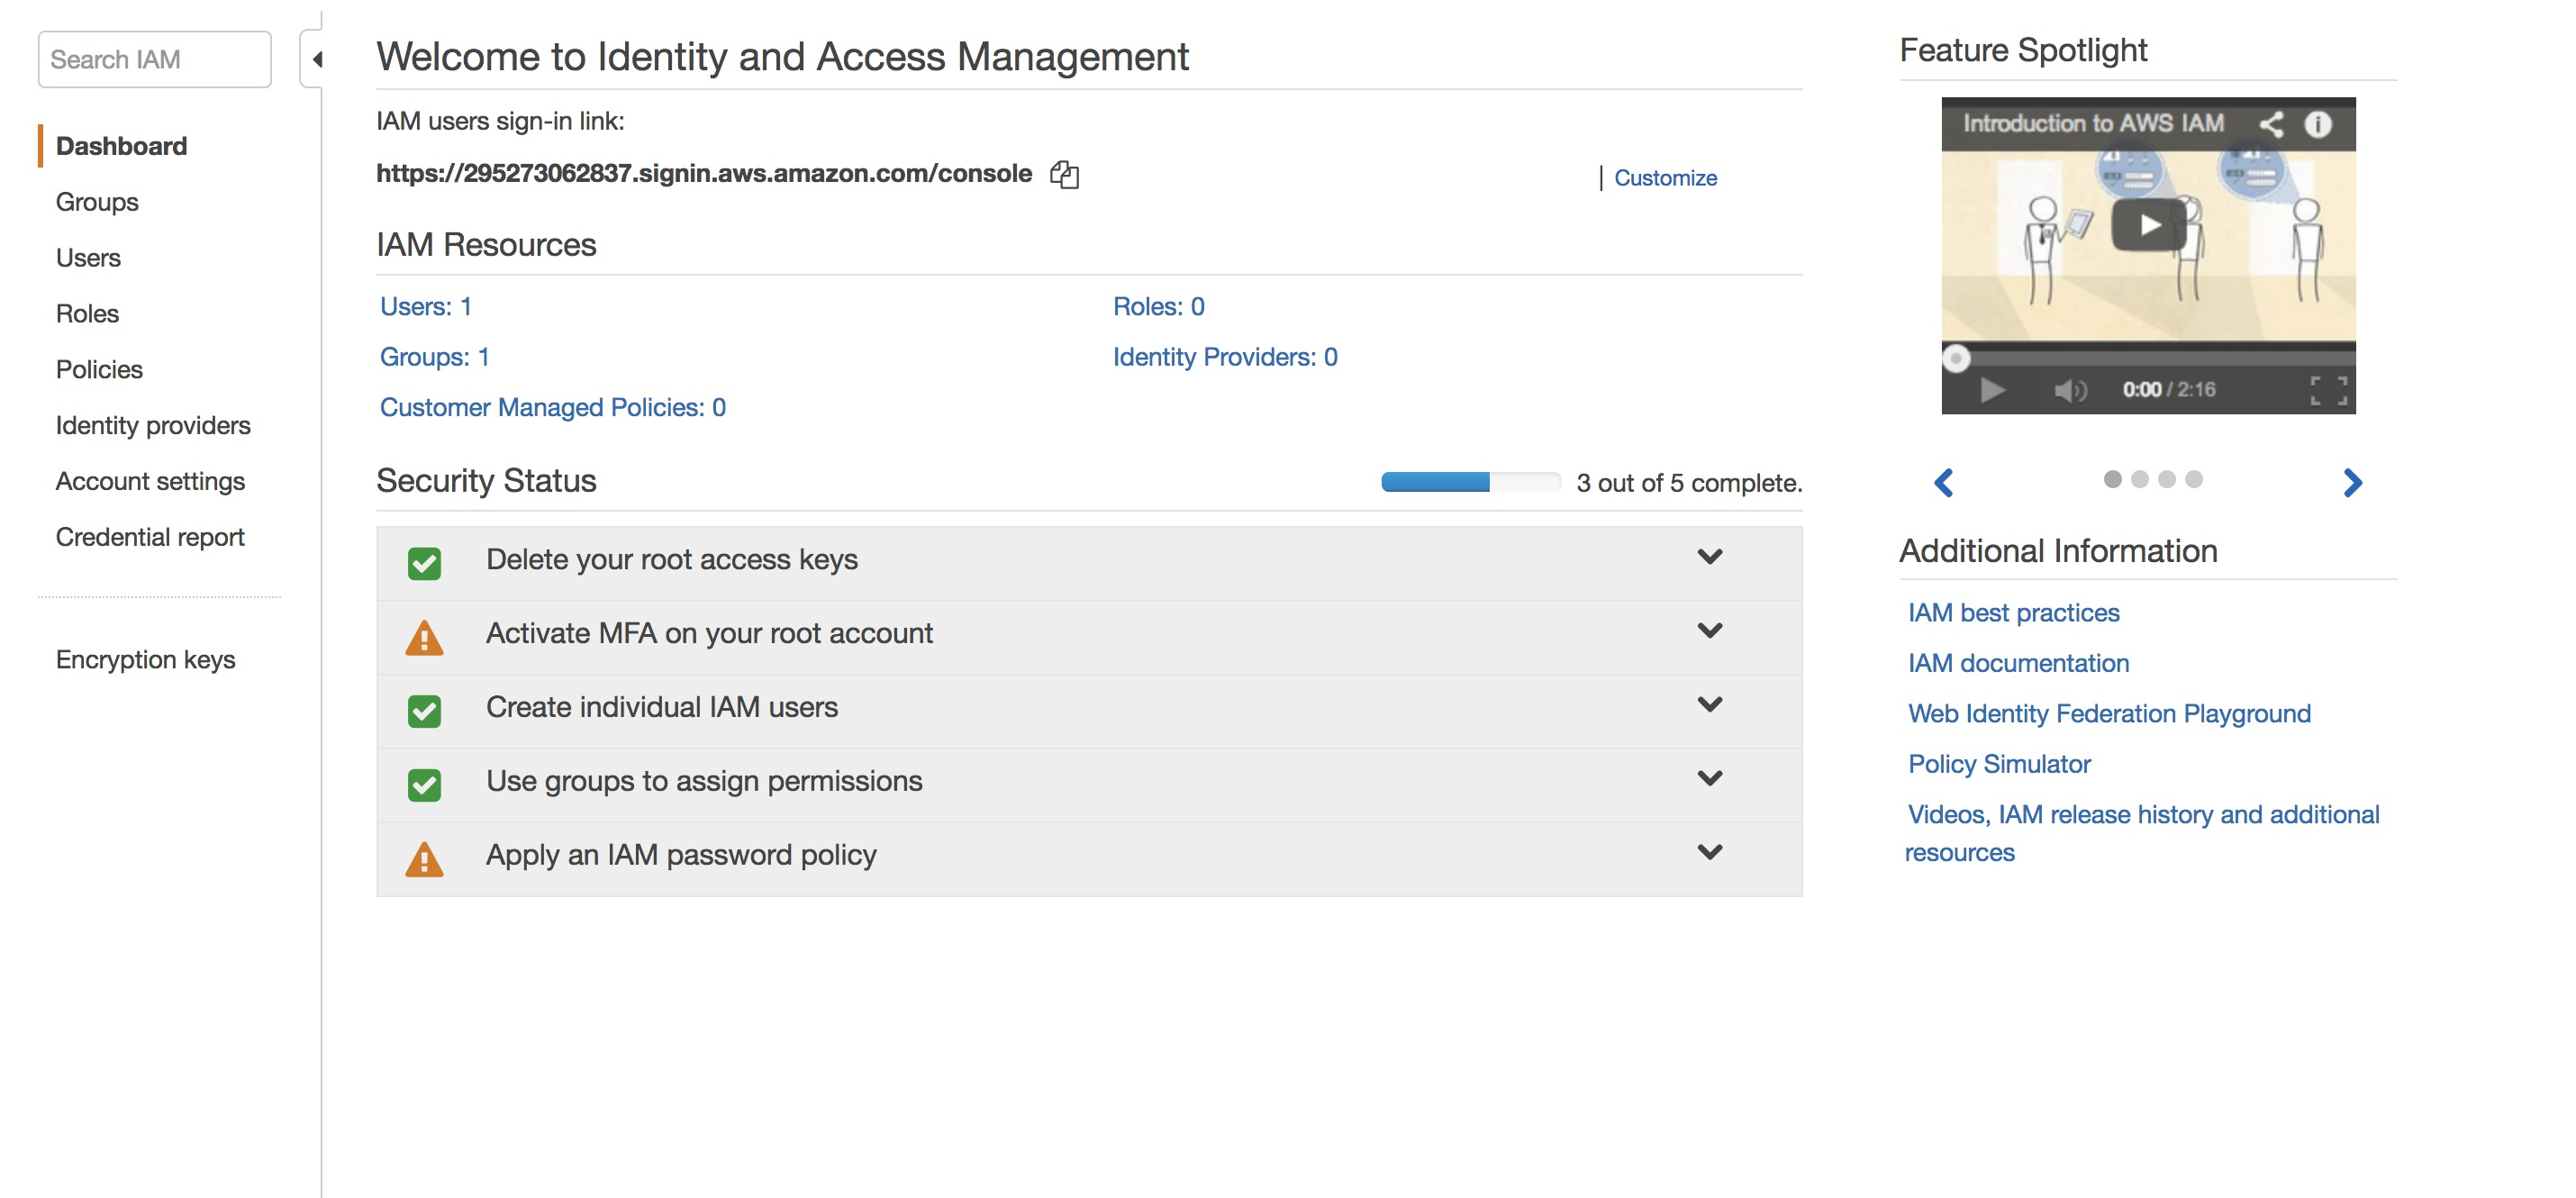 Search IAM
Dashboard
Groups
Users
Roles
Policies
Identity providers
Account settings
Credential report
Encryption keys
Welcome to Identity and Access Management
IAM users sign-in link:
https://295273062837.signin.aws.amazon.com/console
| Customize
IAM Resources
Users: 1
Roles: 0
Groups: 1
Identity Providers: 0
Customer Managed Policies: 0
Security Status
3 out of 5 complete.
Delete your root access keys
Activate MFA on your root account
Create individual IAM users
Use groups to assign permissions
Apply an IAM password policy
Feature Spotlight
Introduction to AWS IAM
0:00 / 2:16
Additional Information
IAM best practices
IAM documentation
Web Identity Federation Playground
Policy Simulator
Videos, IAM release history and additional
resources